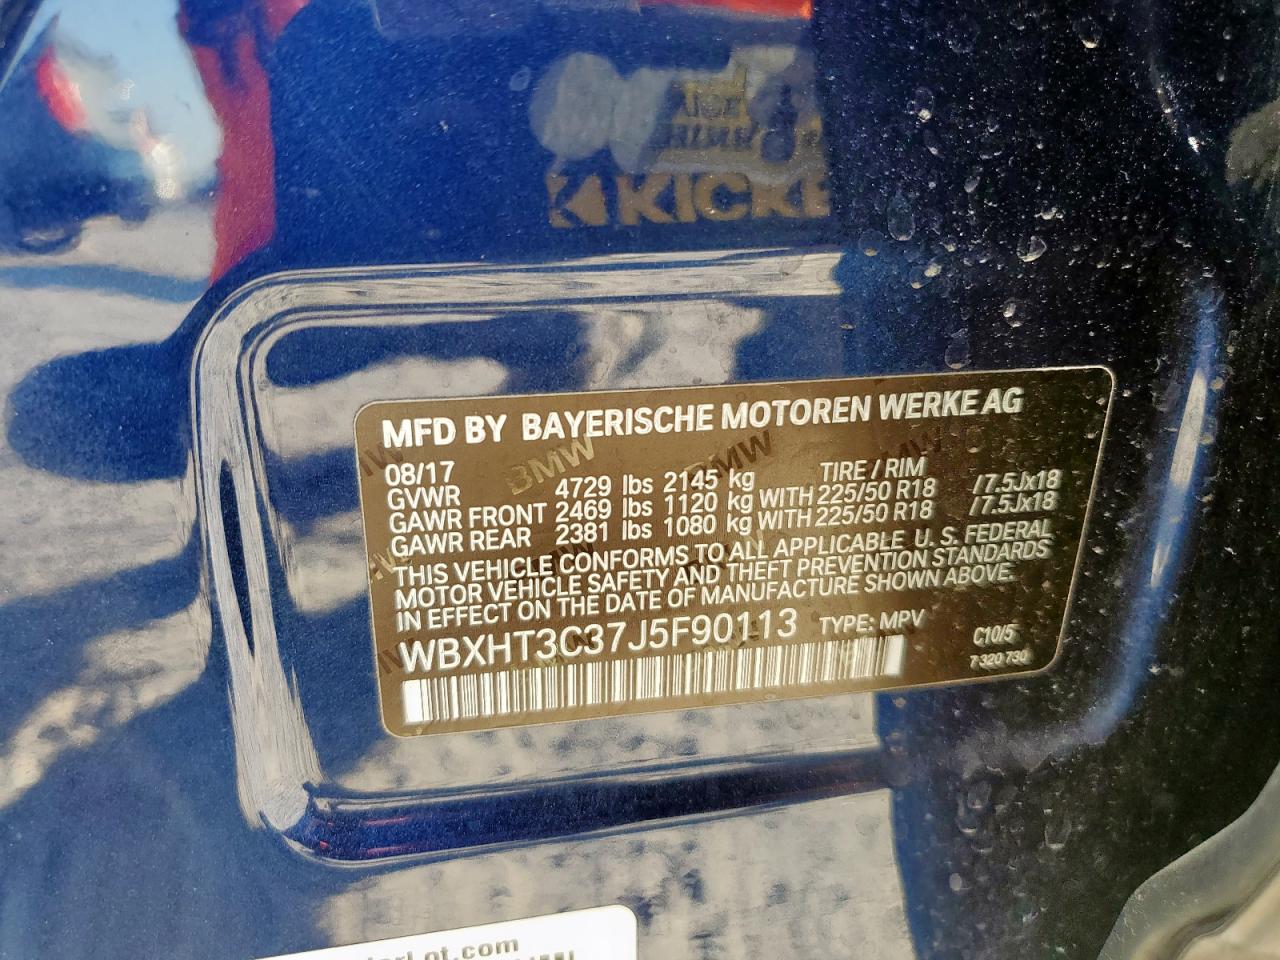 KICKE
MFD BY BAYERISCHE MOTOREN WERKE AG
08/17 TIRE / RIM
GVWR 4729 lbs 2145 kg
GAWR FRONT 2469 lbs 1120 kg WITH 225/50 R18 /7.5Jx18
GAWR REAR 2381 lbs 1080 kg WITH 225/50 R18 /7.5Jx18
THIS VEHICLE CONFORMS TO ALL APPLICABLE U. S. FEDERAL
MOTOR VEHICLE SAFETY AND THEFT PREVENTION STANDARDS
IN EFFECT ON THE DATE OF MANUFACTURE SHOWN ABOVE.
WBXHT3C37J5F90113 TYPE: MPV C10/5
7 320 730
Lot.com